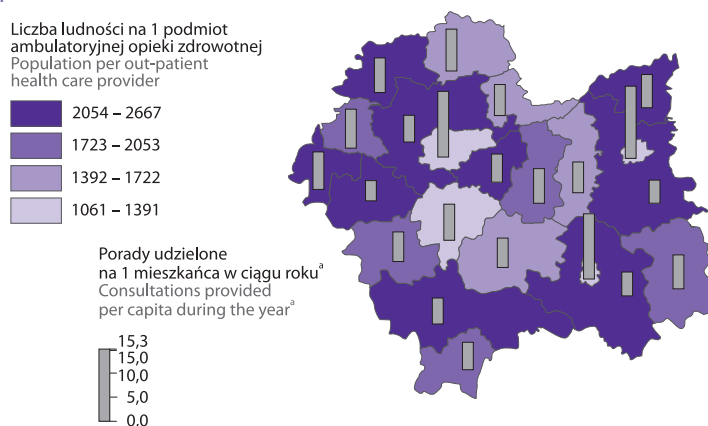 Liczba ludności na 1 podmiot
ambulatoryjnej opieki zdrowotnej
Population per out-patient
health care provider
2054 – 2667
1723 – 2053
1392 – 1722
1061 – 1391
Porady udzielone
na 1 mieszkańca w ciągu rokuᵃ
Consultations provided
per capita during the yearᵃ
15,3
15,0
10,0
5,0
0,0